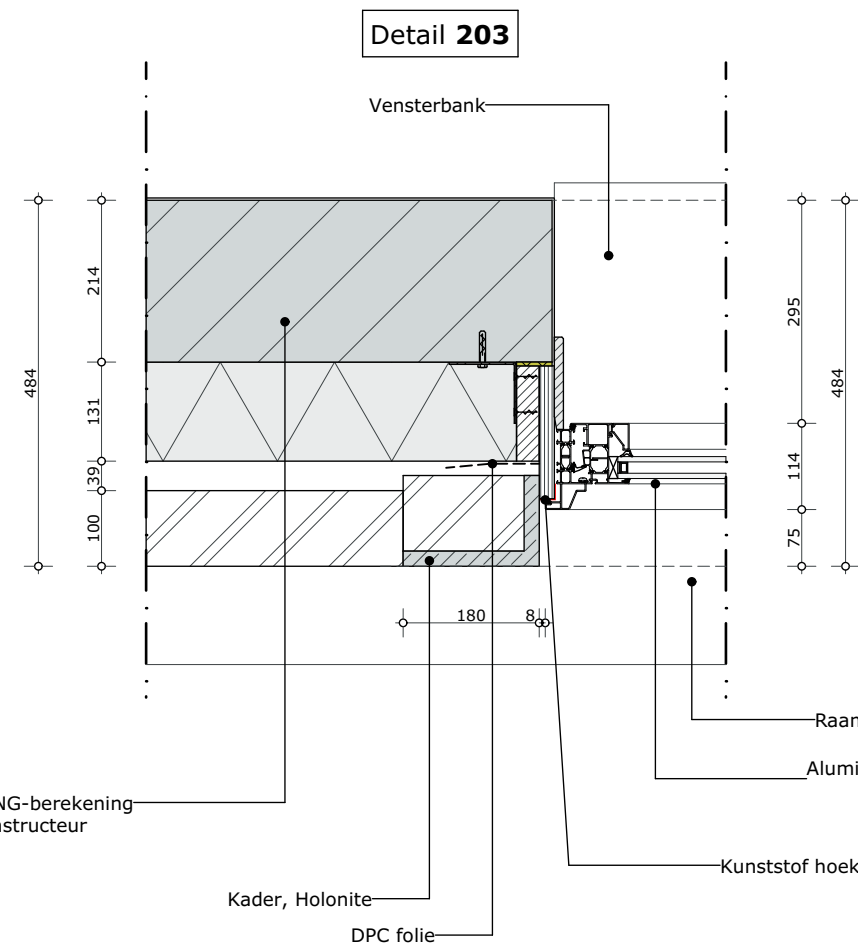 Detail 203
Vensterbank
484
214
131
39
100
295
114
75
484
180
8
Raam
Alumi
NG-berekening
nstructeur
Kunststof hoek
Kader, Holonite
DPC folie